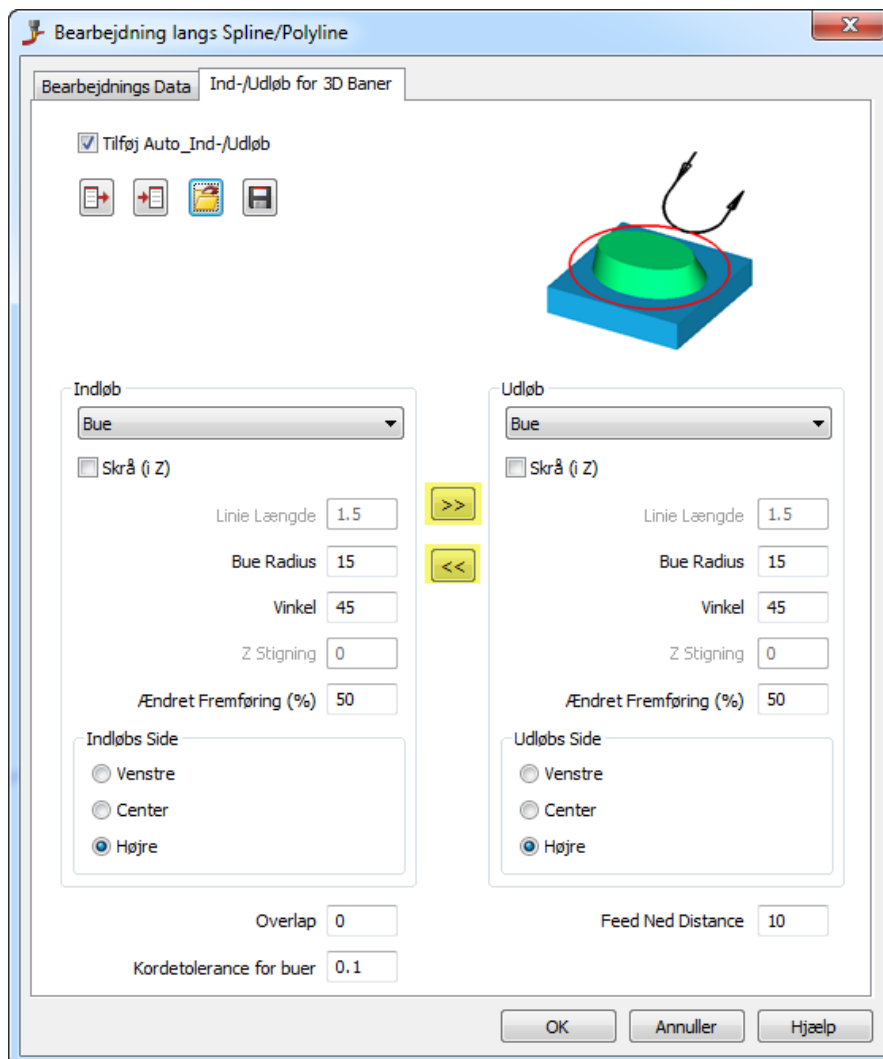 Bearbejdning langs Spline/Polyline
Bearbejdnings Data
Ind-/Udløb for 3D Baner
Tilføj Auto_Ind-/Udløb
Indløb
Bue
Skrå (i Z)
Linie Længde 1.5
Bue Radius 15
Vinkel 45
Z Stigning 0
Ændret Fremføring (%) 50
Indløbs Side
Venstre
Center
Højre
Overlap 0
Kordetolerance for buer 0.1
>>
<<
Udløb
Bue
Skrå (i Z)
Linie Længde 1.5
Bue Radius 15
Vinkel 45
Z Stigning 0
Ændret Fremføring (%) 50
Udløbs Side
Venstre
Center
Højre
Feed Ned Distance 10
OK
Annuller
Hjælp